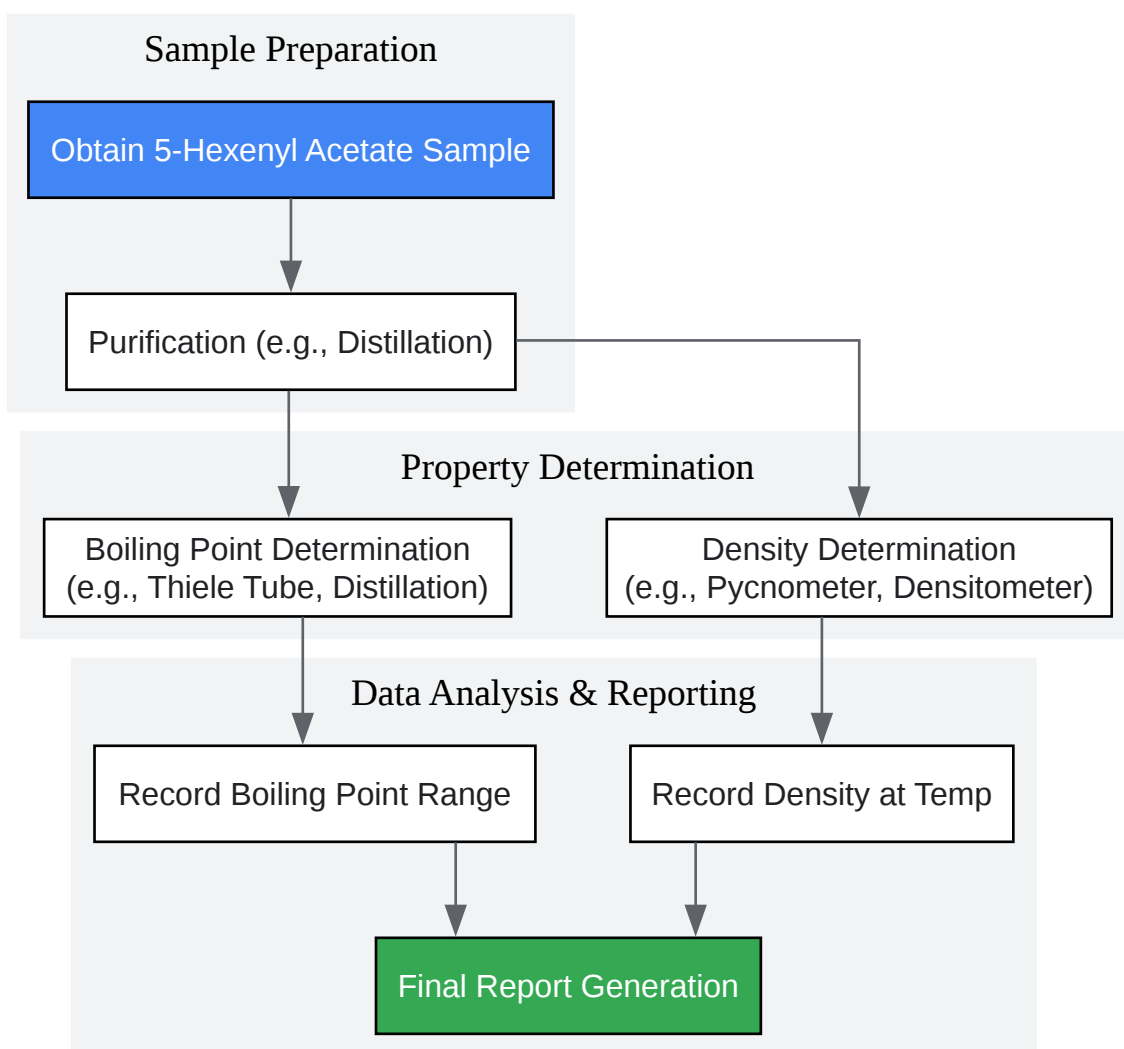 Sample Preparation
Obtain 5-Hexenyl Acetate Sample
Purification (e.g., Distillation)
Property Determination
Boiling Point Determination
(e.g., Thiele Tube, Distillation)
Density Determination
(e.g., Pycnometer, Densitometer)
Data Analysis & Reporting
Record Boiling Point Range
Record Density at Temp
Final Report Generation